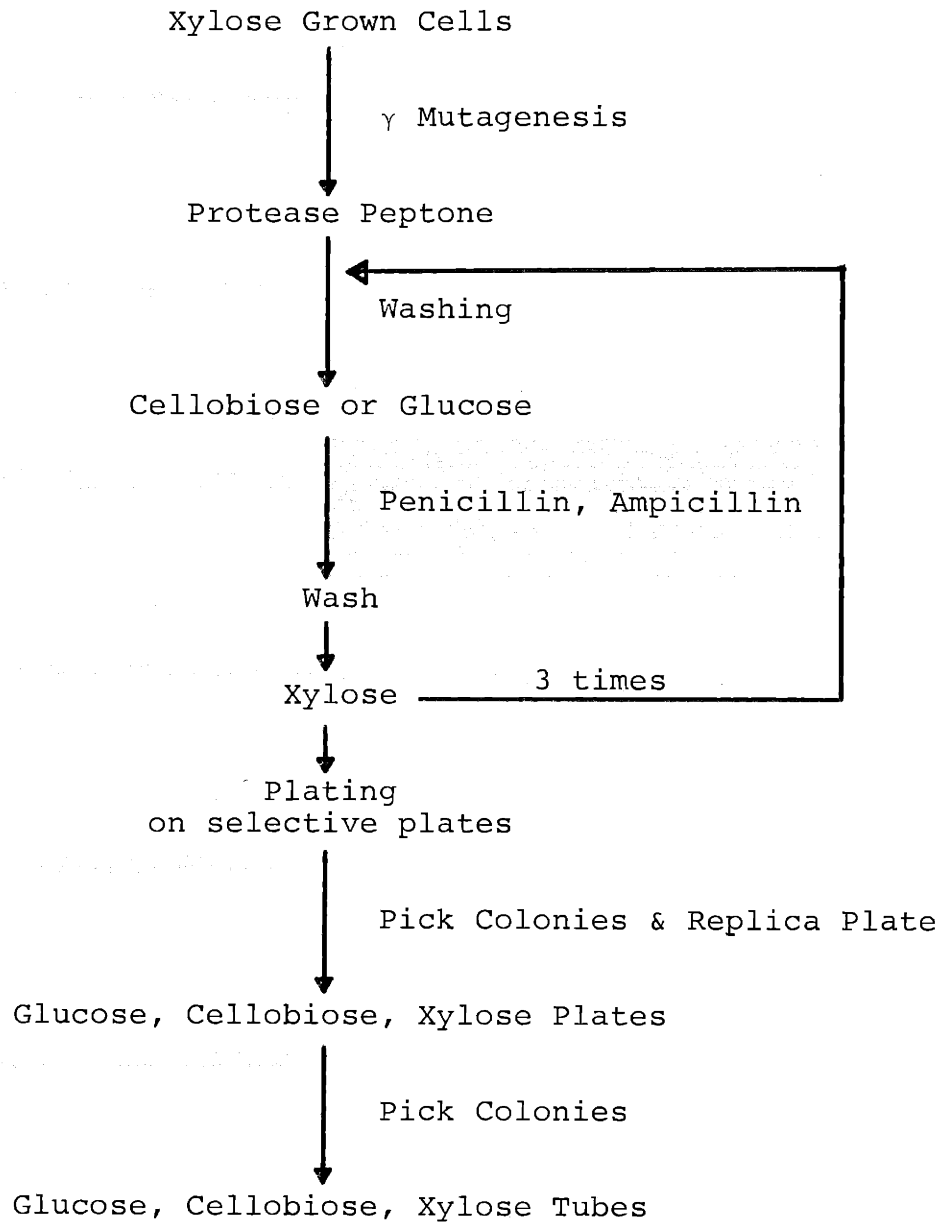 Xylose Grown Cells
γ Mutagenesis
Protease Peptone
Washing
Cellobiose or Glucose
Penicillin, Ampicillin
Wash
Xylose
3 times
Plating
on selective plates
Pick Colonies & Replica Plate
Glucose, Cellobiose, Xylose Plates
Pick Colonies
Glucose, Cellobiose, Xylose Tubes